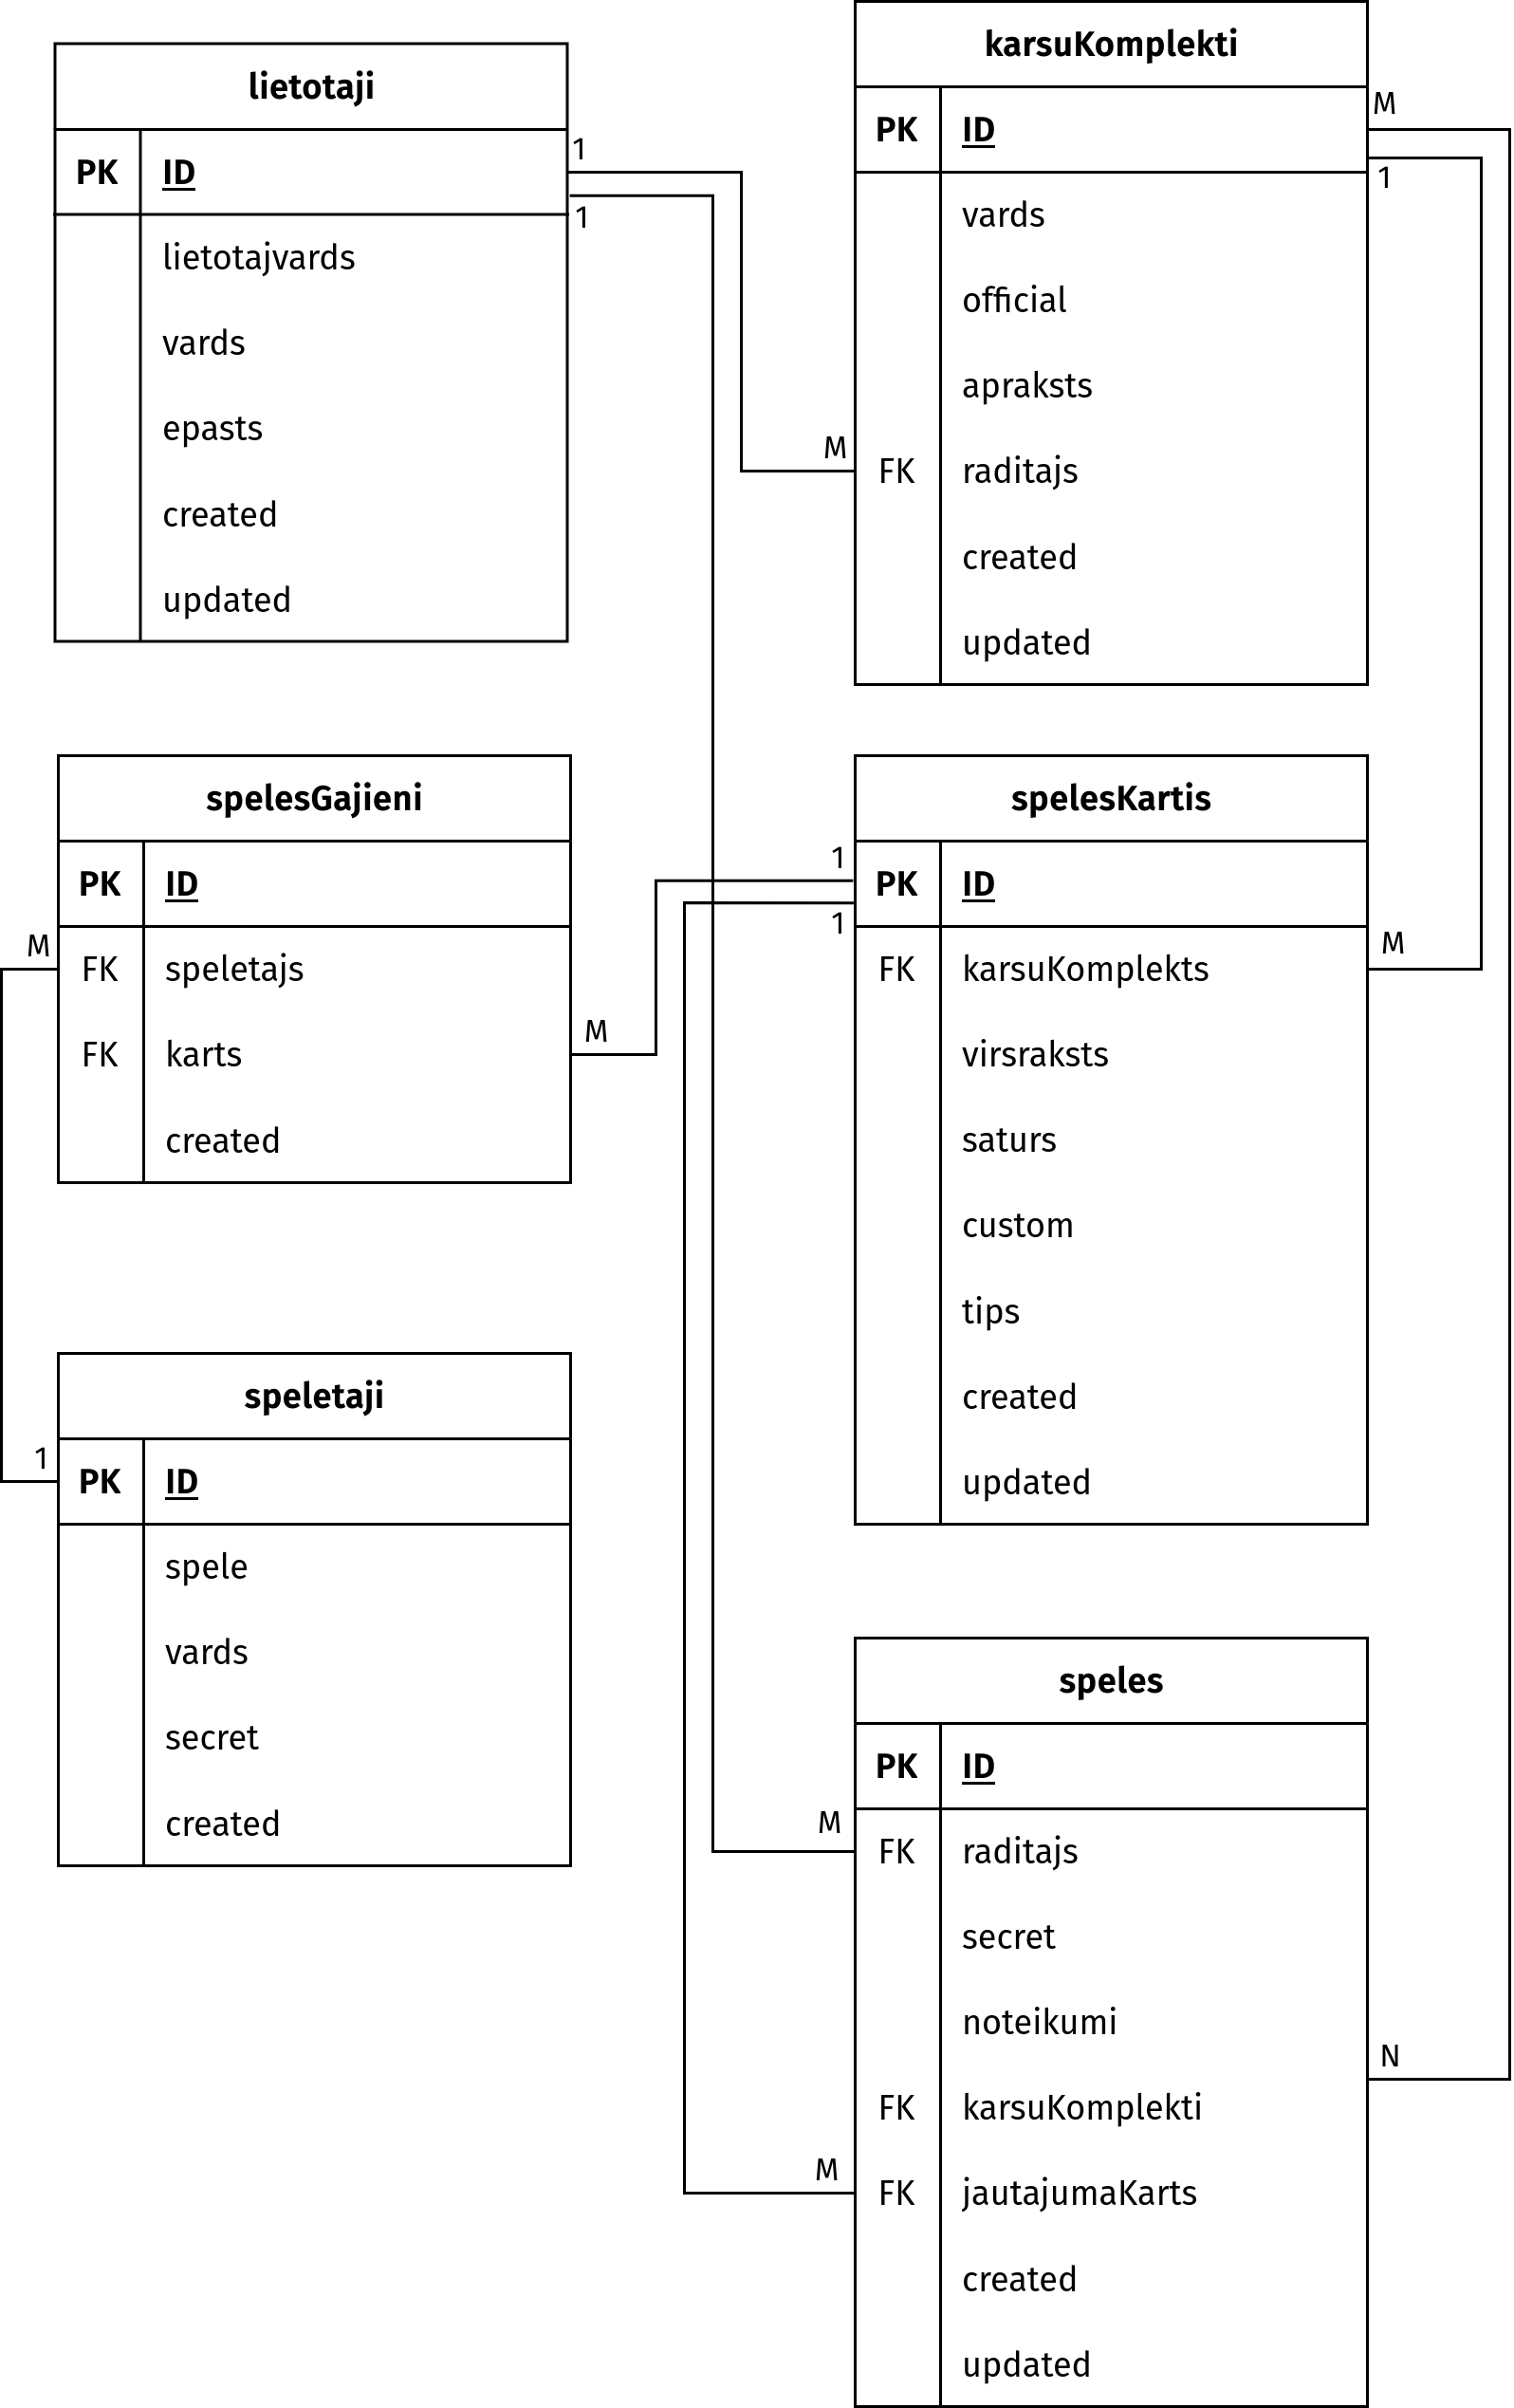 lietotaji
PK ID
lietotajvards
vards
epasts
created
updated
1
1
karsuKomplekti
PK ID
vards
official
apraksts
FK raditajs
created
updated
M
1
M
spelesGajieni
PK ID
FK speletajs
FK karts
created
M
M
spelesKartis
PK ID
FK karsuKomplekts
virsraksts
saturs
custom
tips
created
updated
1
1
M
speletaji
PK ID
spele
vards
secret
created
1
speles
PK ID
FK raditajs
secret
noteikumi
FK karsuKomplekti
FK jautajumaKarts
created
updated
M
N
M